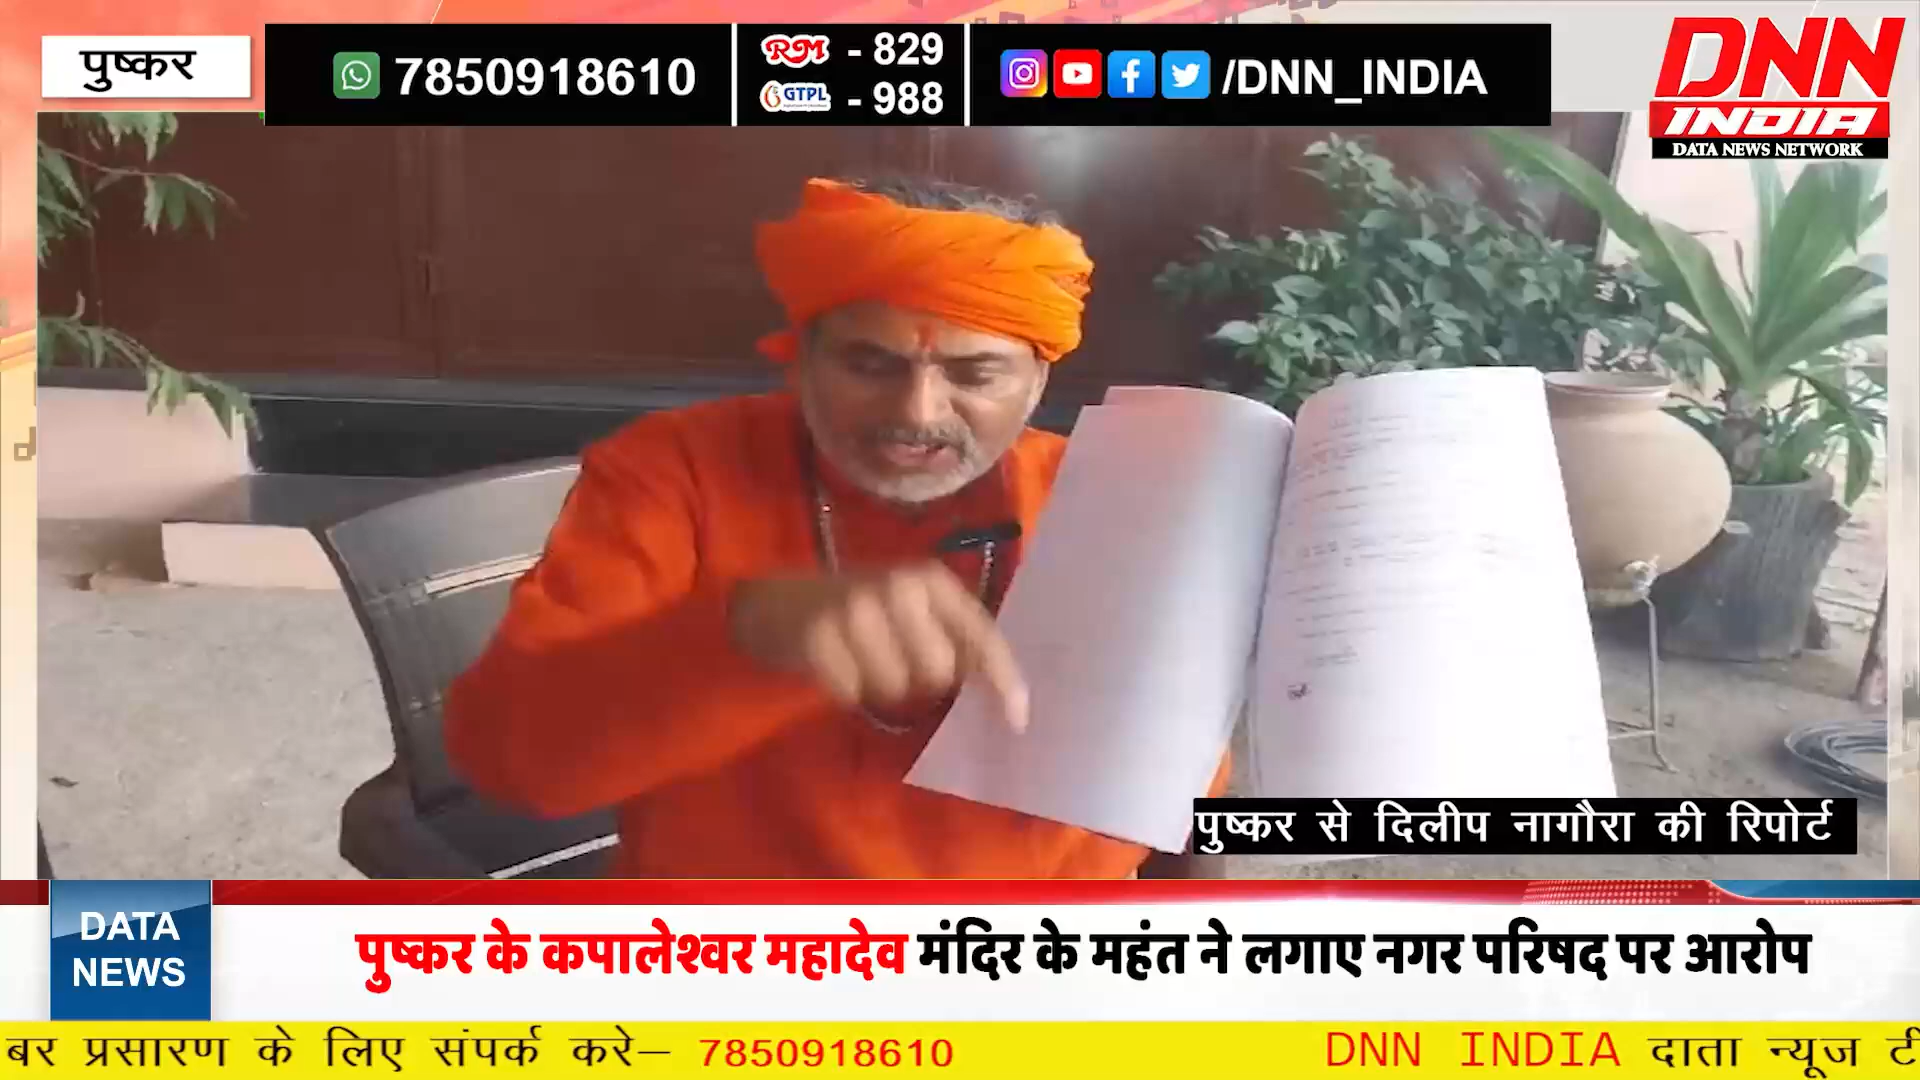 पुष्कर
7850918610
RM - 829
GTPL - 988
/DNN_INDIA
DNN
INDIA
DATA NEWS NETWORK
पुष्कर से दिलीप नागौरा की रिपोर्ट
DATA
NEWS
पुष्कर के कपालेश्वर महादेव मंदिर के महंत ने लगाए नगर परिषद पर आरोप
बर प्रसारण के लिए संपर्क करे– 7850918610 DNN INDIA दाता न्यूज टी